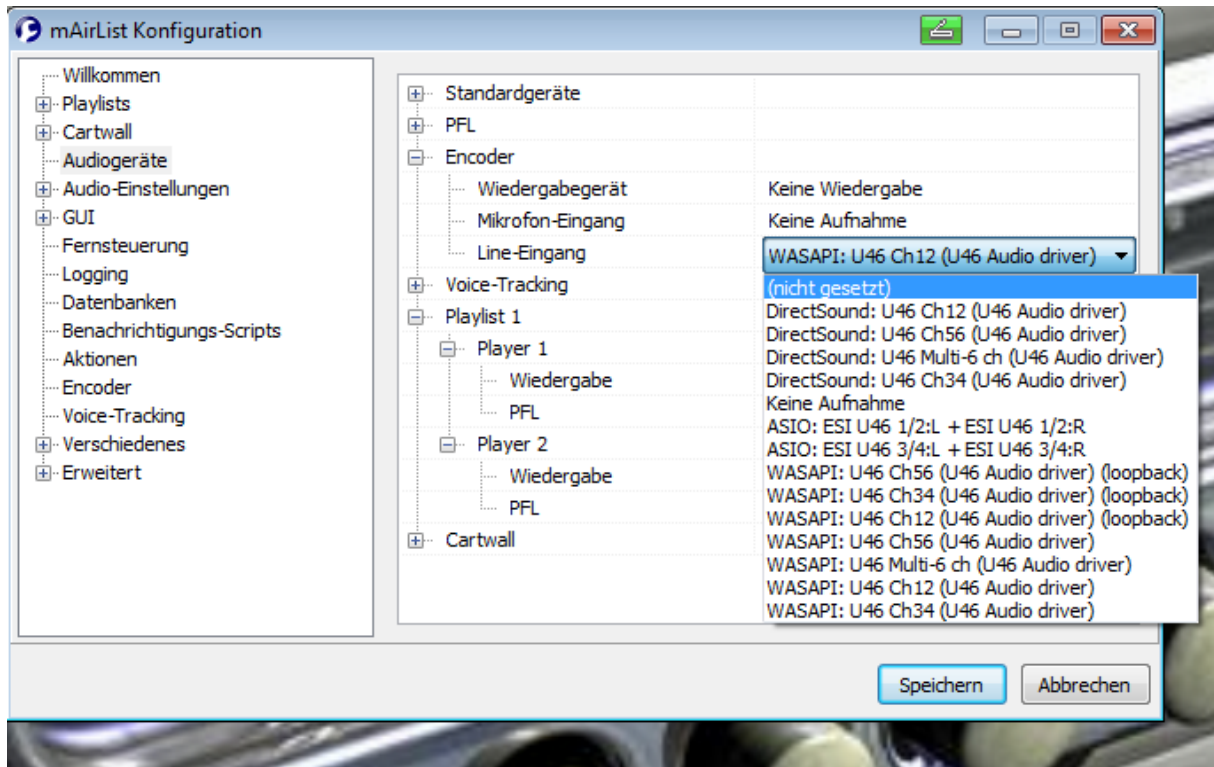 mAirList Konfiguration
Willkommen
Playlists
Cartwall
Audiogeräte
Audio-Einstellungen
GUI
Fernsteuerung
Logging
Datenbanken
Benachrichtigungs-Scripts
Aktionen
Encoder
Voice-Tracking
Verschiedenes
Erweitert
Standardgeräte
PFL
Encoder
Wiedergabegerät Keine Wiedergabe
Mikrofon-Eingang Keine Aufnahme
Line-Eingang WASAPI: U46 Ch12 (U46 Audio driver)
Voice-Tracking
Playlist 1
Player 1
Wiedergabe
PFL
Player 2
Wiedergabe
PFL
Cartwall
(nicht gesetzt)
DirectSound: U46 Ch12 (U46 Audio driver)
DirectSound: U46 Ch56 (U46 Audio driver)
DirectSound: U46 Multi-6 ch (U46 Audio driver)
DirectSound: U46 Ch34 (U46 Audio driver)
Keine Aufnahme
ASIO: ESI U46 1/2:L + ESI U46 1/2:R
ASIO: ESI U46 3/4:L + ESI U46 3/4:R
WASAPI: U46 Ch56 (U46 Audio driver) (loopback)
WASAPI: U46 Ch34 (U46 Audio driver) (loopback)
WASAPI: U46 Ch12 (U46 Audio driver) (loopback)
WASAPI: U46 Ch56 (U46 Audio driver)
WASAPI: U46 Multi-6 ch (U46 Audio driver)
WASAPI: U46 Ch12 (U46 Audio driver)
WASAPI: U46 Ch34 (U46 Audio driver)
Speichern
Abbrechen